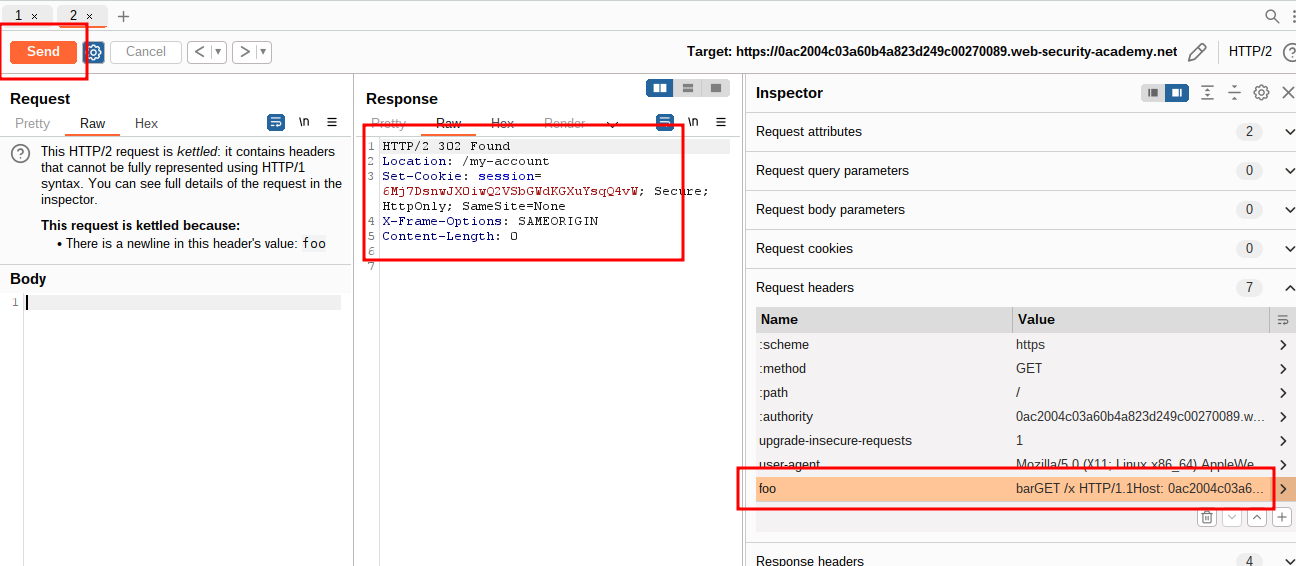 1 × 2 × +
Send Cancel < ▾ > ▾ Target: https://0ac2004c03a60b4a823d249c00270089.web-security-academy.net HTTP/2
Request
Pretty Raw Hex \n
This HTTP/2 request is kettled: it contains headers
that cannot be fully represented using HTTP/1
syntax. You can see full details of the request in the
inspector.
This request is kettled because:
• There is a newline in this header's value: foo
Body
1
Response
Pretty Raw Hex Render \n
1 HTTP/2 302 Found
2 Location: /my-account
3 Set-Cookie: session=
6Mj7DsnwJXOiwQ2VSbGWdKGXuYsqQ4vW; Secure;
HttpOnly; SameSite=None
4 X-Frame-Options: SAMEORIGIN
5 Content-Length: 0
6
7
Inspector
Request attributes 2
Request query parameters 0
Request body parameters 0
Request cookies 0
Request headers 7
Name Value
:scheme https
:method GET
:path /
:authority 0ac2004c03a60b4a823d249c00270089.w...
upgrade-insecure-requests 1
user-agent Mozilla/5.0 (X11; Linux x86_64) AppleWe...
foo barGET /x HTTP/1.1Host: 0ac2004c03a6...
Response headers 4